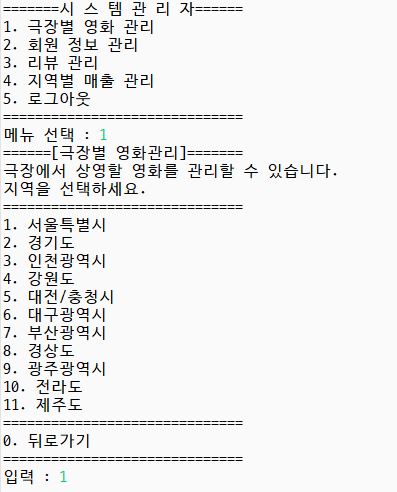 =======시 스 템 관 리 자======
1. 극장별 영화 관리
2. 회원 정보 관리
3. 리뷰 관리
4. 지역별 매출 관리
5. 로그아웃
==============================
메뉴 선택 : 1
======[극장별 영화관리]=======
극장에서 상영할 영화를 관리할 수 있습니다.
지역을 선택하세요.
==============================
1. 서울특별시
2. 경기도
3. 인천광역시
4. 강원도
5. 대전/충청시
6. 대구광역시
7. 부산광역시
8. 경상도
9. 광주광역시
10. 전라도
11. 제주도
==============================
0. 뒤로가기
==============================
입력 : 1